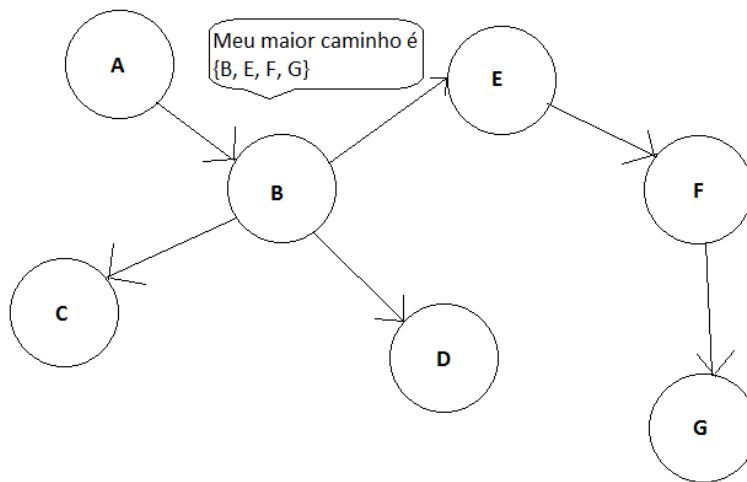 Meu maior caminho é
{B, E, F, G}
A
E
B
F
C
D
G